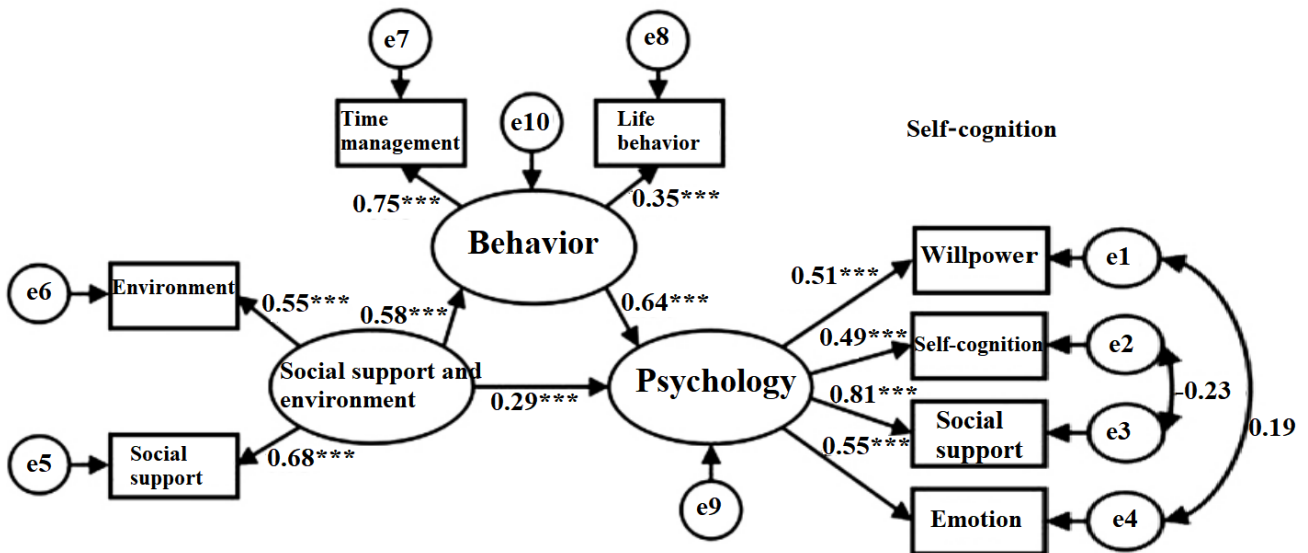 e7
e8
Time
management
e10
Life
behavior
Self-cognition
0.75***
0.35***
Behavior
Willpower
e1
e6
Environment
0.55***
0.58***
0.64***
0.51***
Self-cognition
e2
0.49***
Social support and
environment
0.29***
Psychology
0.81***
-0.23
Social
support
e3
0.19
e5
Social
support
0.68***
0.55***
e9
Emotion
e4